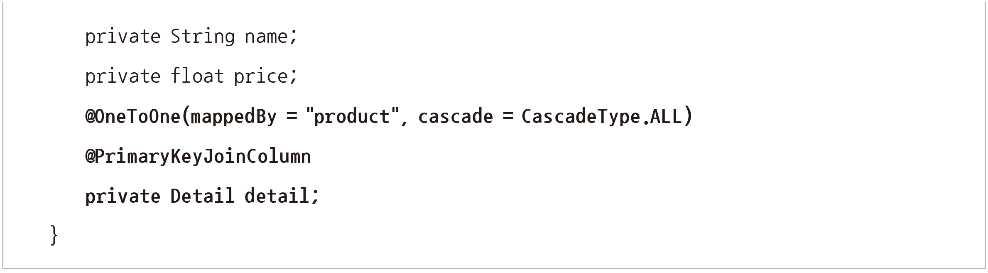 private String name;
private float price;
@OneToOne(mappedBy = "product", cascade = CascadeType.ALL)
@PrimaryKeyJoinColumn
private Detail detail;
}